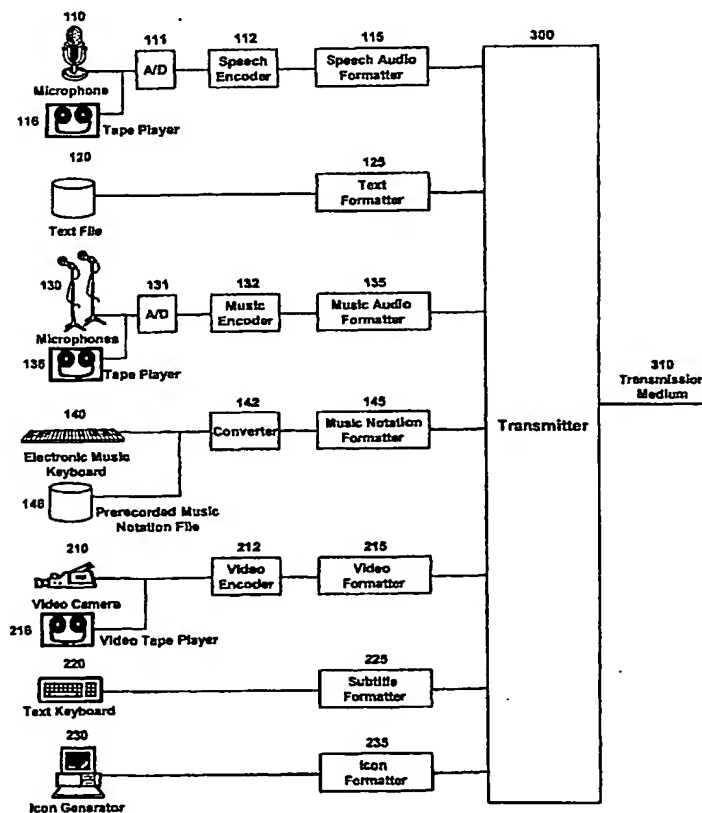 110
111
112
115
300
A/D
Speech
Encoder
Speech Audio
Formatter
Microphone
116
Tape Player
120
125
Text
Formatter
Text File
130
131
132
135
A/D
Music
Encoder
Music Audio
Formatter
Microphones
136
Tape Player
310
Transmission
Medium
140
142
145
Converter
Music Notation
Formatter
Transmitter
Electronic Music
Keyboard
146
Prerecorded Music
Notation File
210
212
215
Video
Encoder
Video
Formatter
Video Camera
216
Video Tape Player
220
225
Subtitle
Formatter
Text Keyboard
230
235
Icon
Formatter
Icon Generator